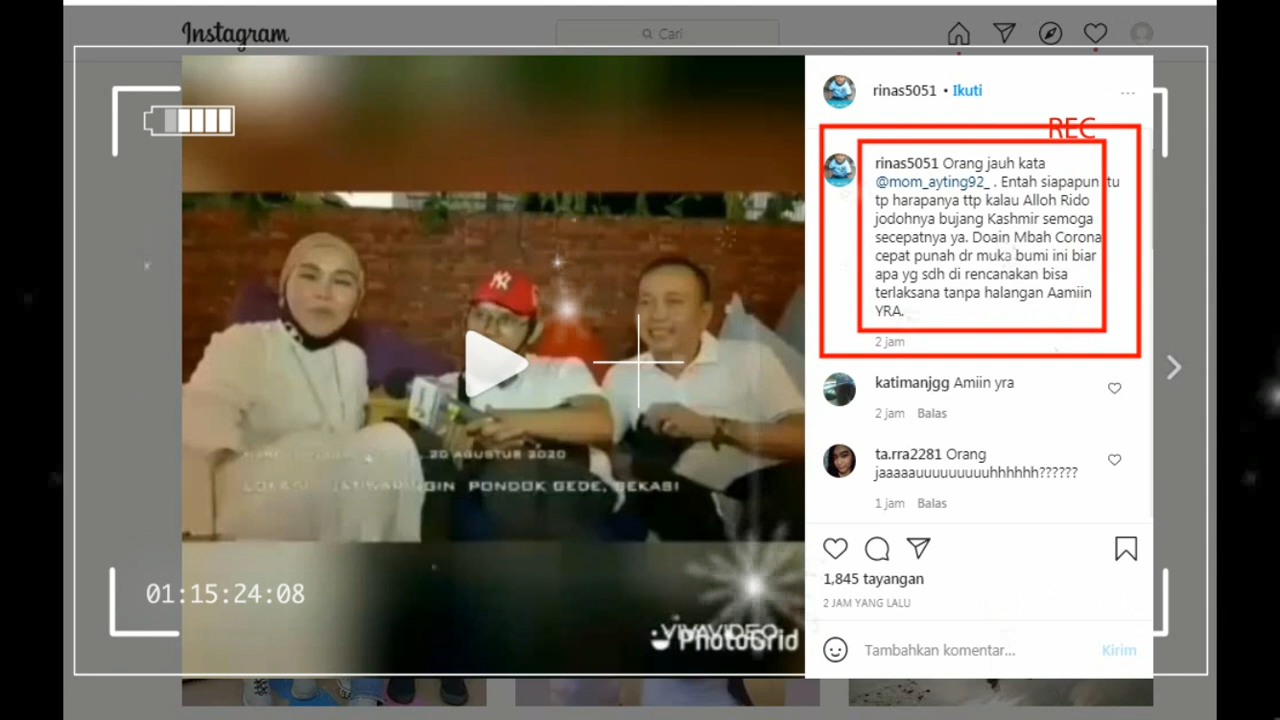 Instagram
Cari
rinas5051 • Ikuti
REC
rinas5051 Orang jauh kata
@mom_ayting92_ . Entah siapapun itu
tp harapanya ttp kalau Alloh Rido
jodohnya bujang Kashmir semoga
secepatnya ya. Doain Mbah Corona
cepat punah dr muka bumi ini biar
apa yg sdh di rencanakan bisa
terlaksana tanpa halangan Aamiin
YRA.
2 jam
katimanjgg Amiin yra
2 jam Balas
ta.rra2281 Orang
jaaaaauuuuuuuuuhhhhhh??????
1 jam Balas
20 AGUSTUS 2020
PONDOK GEDE, BEKASI
01:15:24:08
VIVAVIDEO
PhotoGrid
1,845 tayangan
2 JAM YANG LALU
Tambahkan komentar...
Kirim